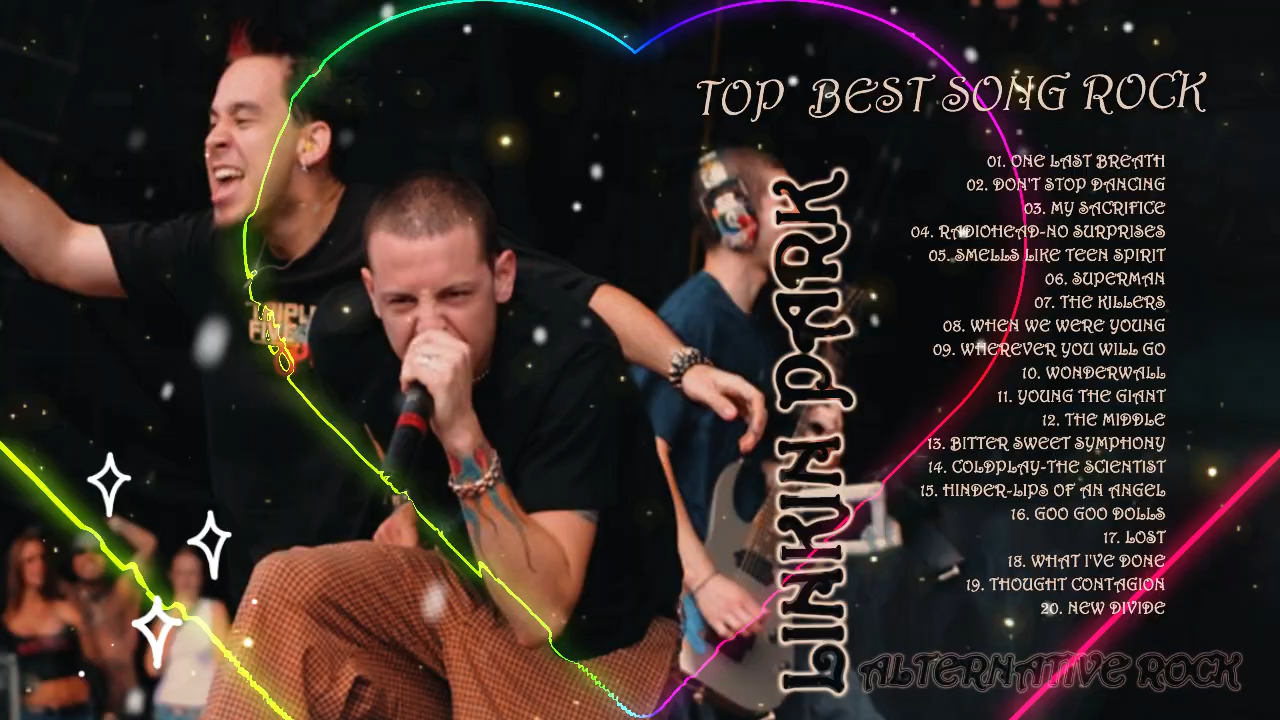 TOP BEST SONG ROCK
01. ONE LAST BREATH
02. DON'T STOP DANCING
03. MY SACRIFICE
04. RADIOHEAD-NO SURPRISES
05. SMELLS LIKE TEEN SPIRIT
06. SUPERMAN
07. THE KILLERS
08. WHEN WE WERE YOUNG
09. WHEREVER YOU WILL GO
10. WONDERWALL
11. YOUNG THE GIANT
12. THE MIDDLE
13. BITTER SWEET SYMPHONY
14. COLDPLAY-THE SCIENTIST
15. HINDER-LIPS OF AN ANGEL
16. GOO GOO DOLLS
17. LOST
18. WHAT I'VE DONE
19. THOUGHT CONTAGION
20. NEW DIVIDE
LINKIN PARK
ALTERNATIVE ROCK